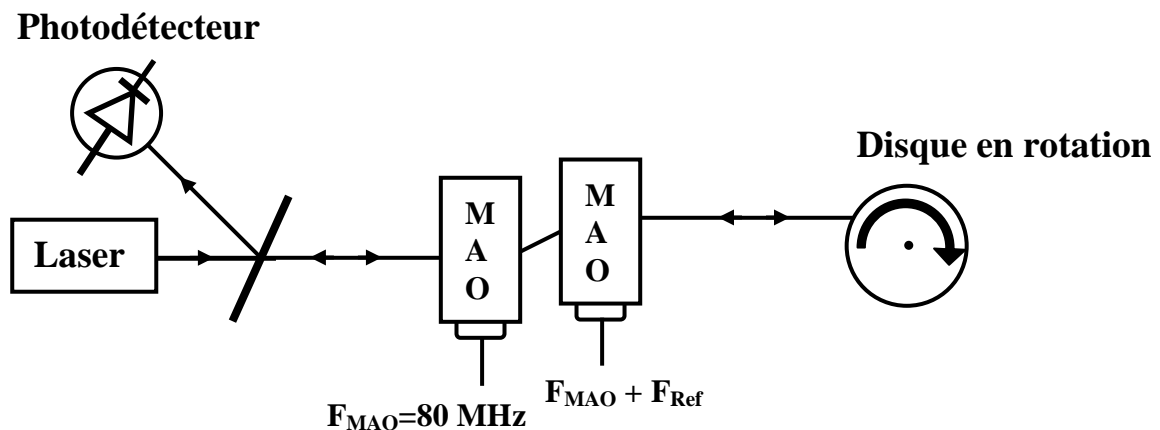 Photodétecteur
Laser
M
A
O
M
A
O
Disque en rotation
F_MAO=80 MHz
F_MAO + F_Ref